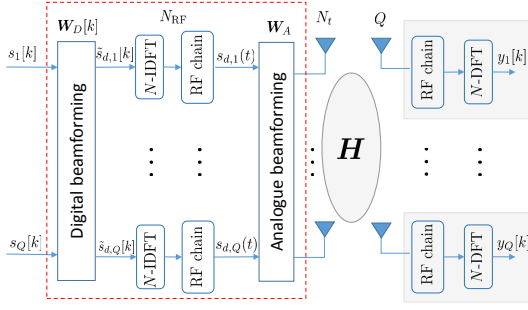 W_D[k] N_RF W_A N_t Q
s_1[k] s̃_{d,1}[k] s_{d,1}(t) y_1[k]
Digital beamforming
N-IDFT
RF chain
Analogue beamforming
H
RF chain
N-DFT
s_Q[k] s̃_{d,Q}[k] s_{d,Q}(t) y_Q[k]
N-IDFT
RF chain
RF chain
N-DFT